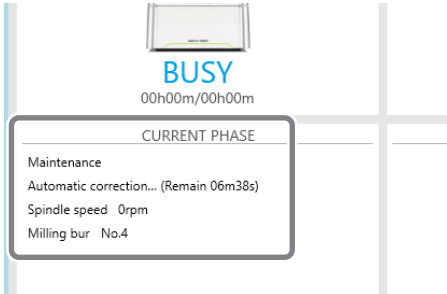 BUSY
00h00m/00h00m
CURRENT PHASE
Maintenance
Automatic correction... (Remain 06m38s)
Spindle speed 0rpm
Milling bur No.4